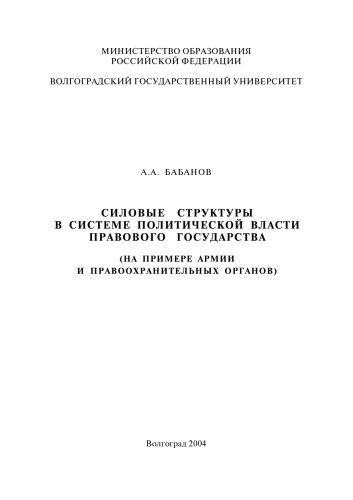 МИНИСТЕРСТВО ОБРАЗОВАНИЯ
РОССИЙСКОЙ ФЕДЕРАЦИИ
ВОЛГОГРАДСКИЙ ГОСУДАРСТВЕННЫЙ УНИВЕРСИТЕТ
А.А. БАБАНОВ
СИЛОВЫЕ СТРУКТУРЫ
В СИСТЕМЕ ПОЛИТИЧЕСКОЙ ВЛАСТИ
ПРАВОВОГО ГОСУДАРСТВА
(НА ПРИМЕРЕ АРМИИ
И ПРАВООХРАНИТЕЛЬНЫХ ОРГАНОВ)
Волгоград 2004